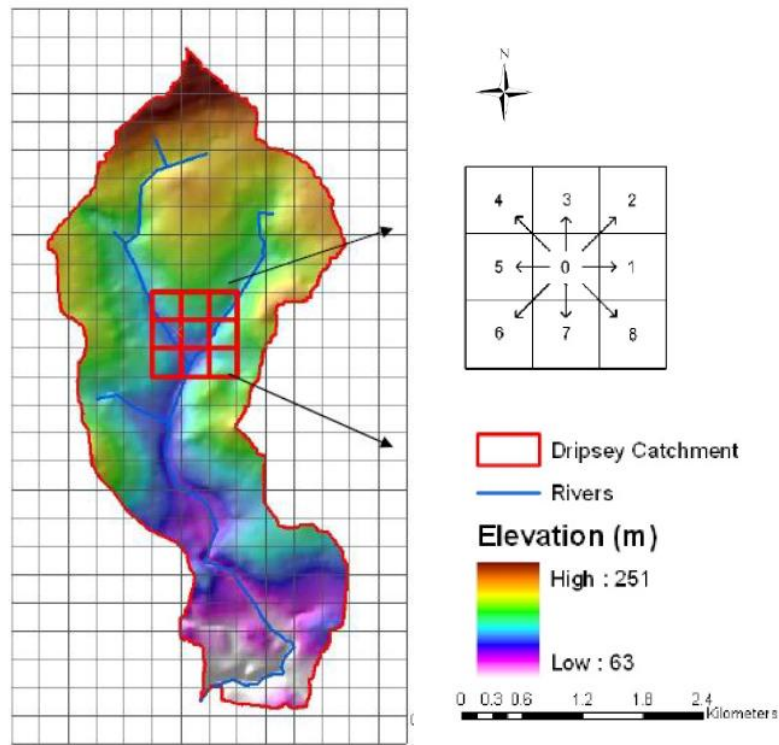 N
4 3 2
5 0 1
6 7 8
Dripsey Catchment
Rivers
Elevation (m)
High : 251
Low : 63
0 0.3 0.6 1.2 1.8 2.4
Kilometers